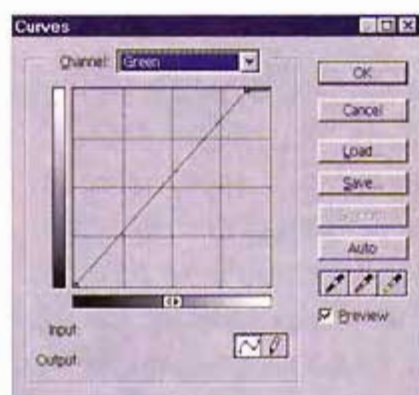 Curves
Channel: Green
OK
Cancel
Load...
Save...
Auto
Preview
Input:
Output: